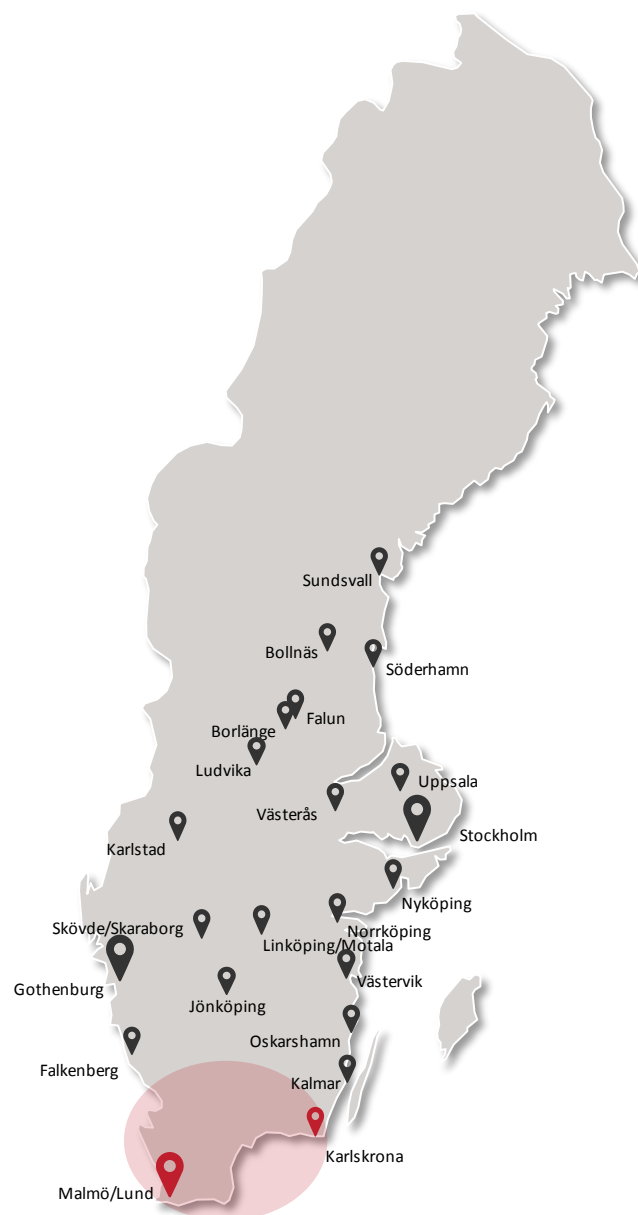 Sundsvall
Bollnäs
Söderhamn
Falun
Borlänge
Ludvika
Uppsala
Västerås
Stockholm
Karlstad
Nyköping
Skövde/Skaraborg
Norrköping
Linköping/Motala
Västervik
Gothenburg
Jönköping
Oskarshamn
Falkenberg
Kalmar
Karlskrona
Malmö/Lund